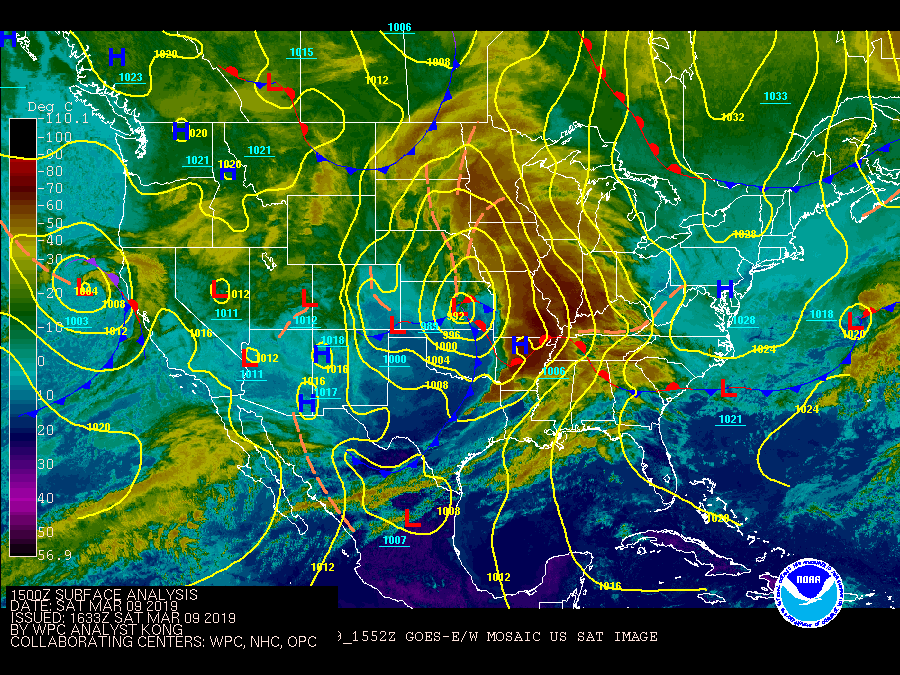 1006
H
H
1020
1015
1008
1023
L
1012
1033
Deg C
-110.1
-100
-90
-80
-70
-60
-50
-40
-30
-20
-10
0
10
20
30
40
50
56.9
1032
H
1020
1021
1021
1020
H
1028
L
1004
1008
1003
1012
L
1012
1011
L
1012
1016
L
1012
1011
H
1018
1016
1016
1017
H
L
992
L
989
996
1000
1000
1004
1008
H
1006
H
1028
1018
L
1020
1024
L
1021
1024
1020
1008
L
1007
1012
1012
1016
NOAA
1500Z SURFACE ANALYSIS
DATE: SAT MAR 09 2019
ISSUED: 1633Z SAT MAR 09 2019
BY WPC ANALYST KONG
COLLABORATING CENTERS: WPC, NHC, OPC
9_1552Z GOES-E/W MOSAIC US SAT IMAGE